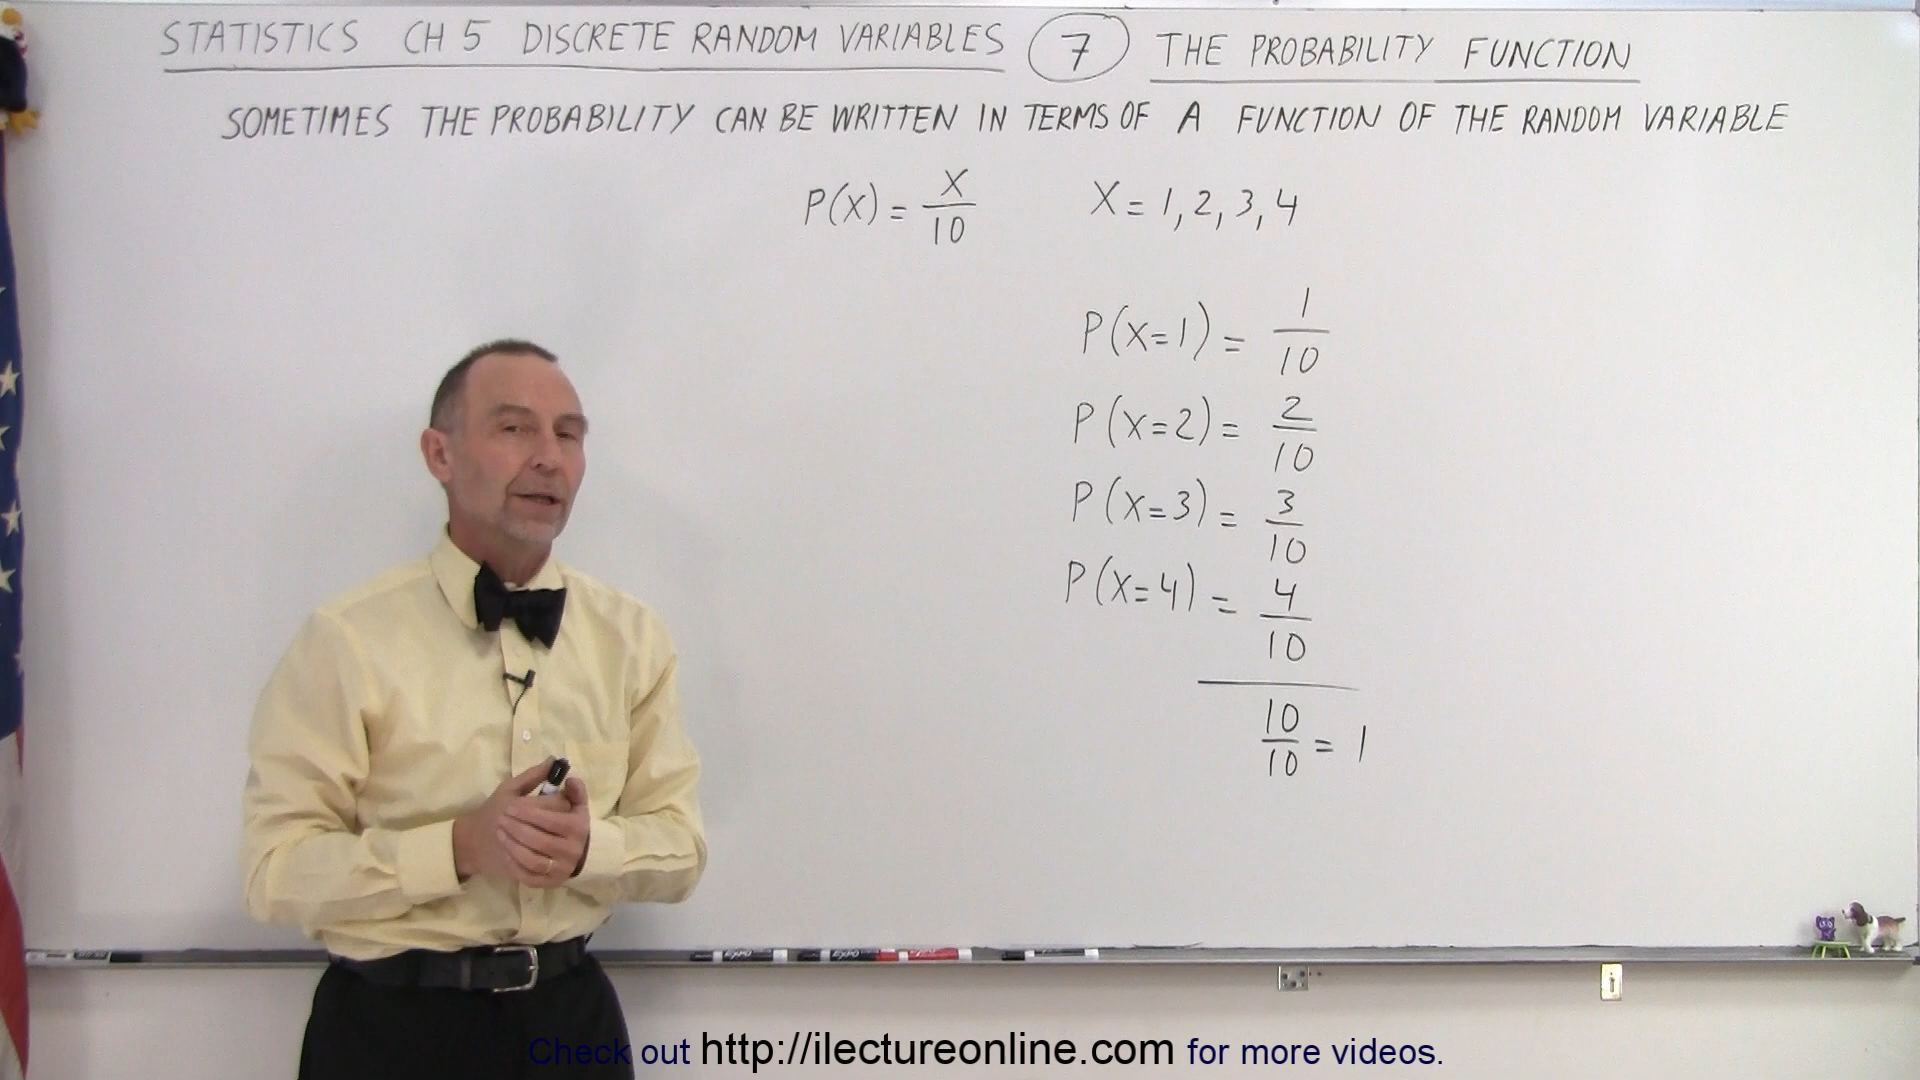 STATISTICS CH 5 DISCRETE RANDOM VARIABLES 7 THE PROBABILITY FUNCTION
SOMETIMES THE PROBABILITY CAN BE WRITTEN IN TERMS OF A FUNCTION OF THE RANDOM VARIABLE
P(X) = X/10 X = 1, 2, 3, 4
P(X=1) = 1/10
P(X=2) = 2/10
P(X=3) = 3/10
P(X=4) = 4/10
10/10 = 1
Check out http://ilectureonline.com for more videos.